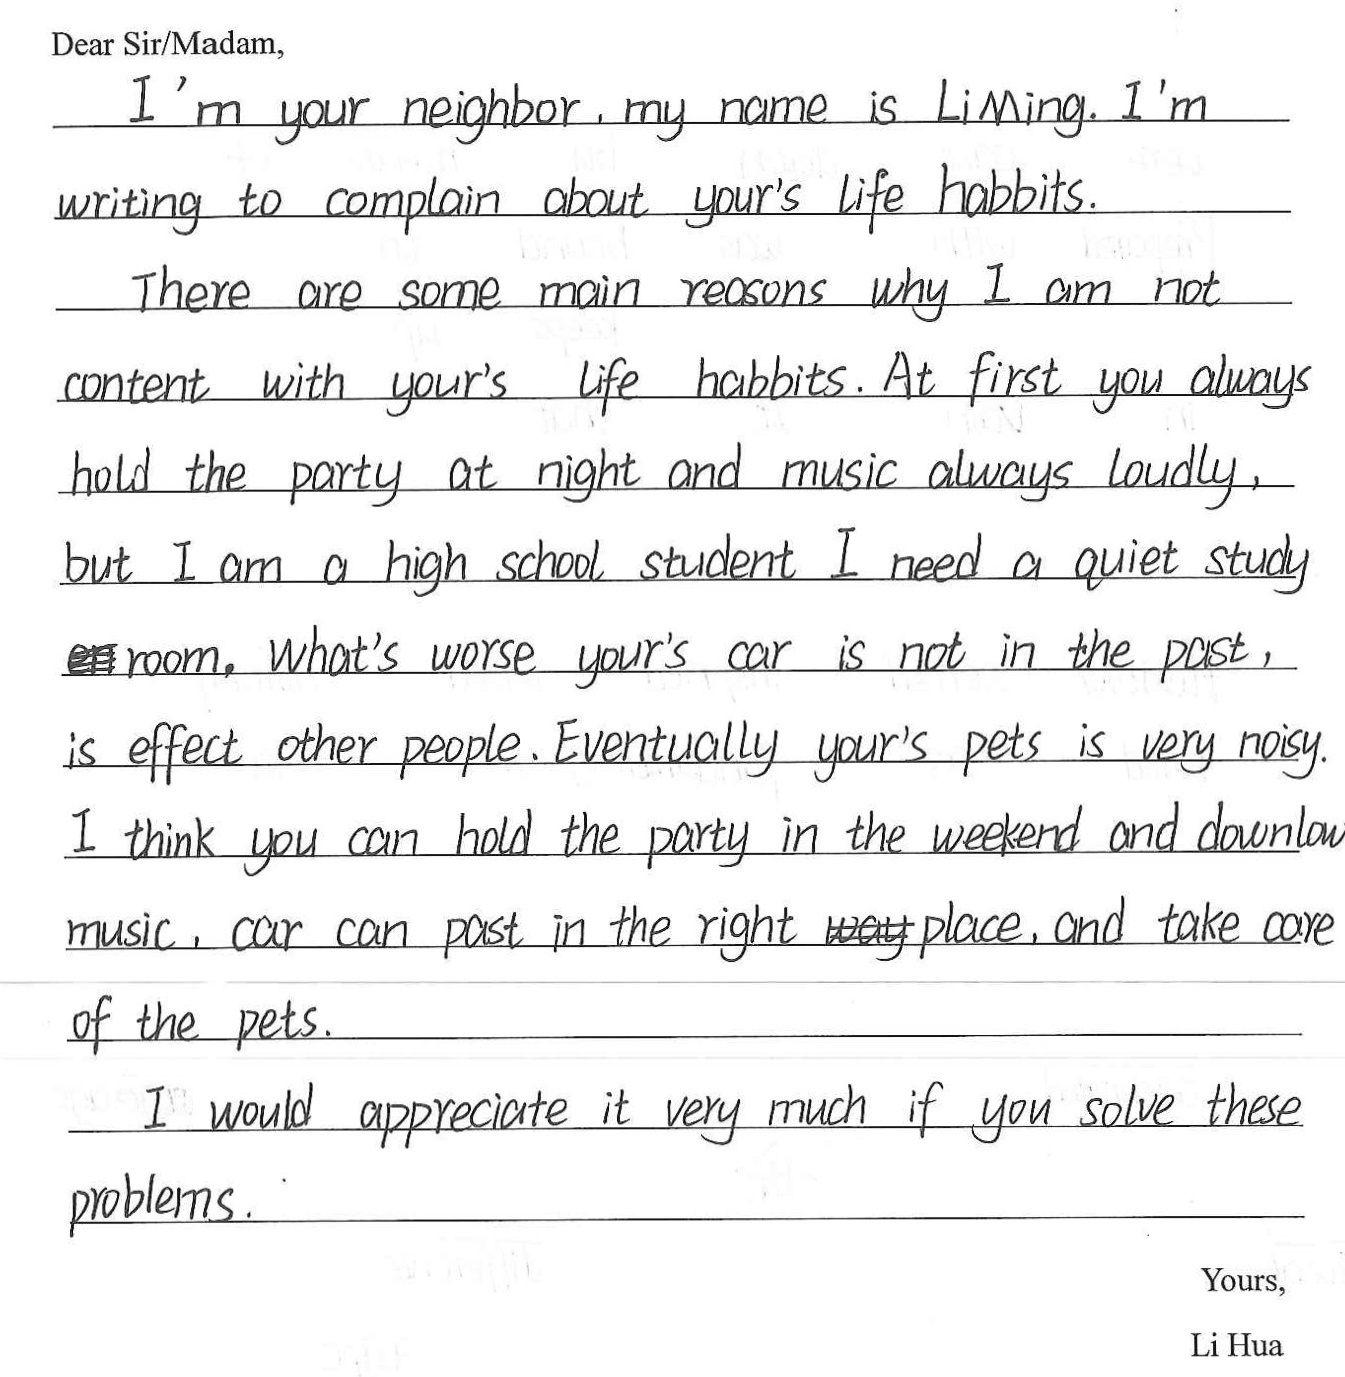 Dear Sir/Madam,
I'm your neighbor, my name is Li Ming. I'm
writing to complain about your's life habbits.
There are some main reasons why I am not
content with your's life habbits. At first you always
hold the party at night and music always loudly,
but I am a high school student I need a quiet study
room. What's worse your's car is not in the past,
is effect other people. Eventually your's pets is very noisy.
I think you can hold the party in the weekend and downlow
music, car can past in the right place, and take care
of the pets.
I would appreciate it very much if you solve these
problems.
Yours,
Li Hua